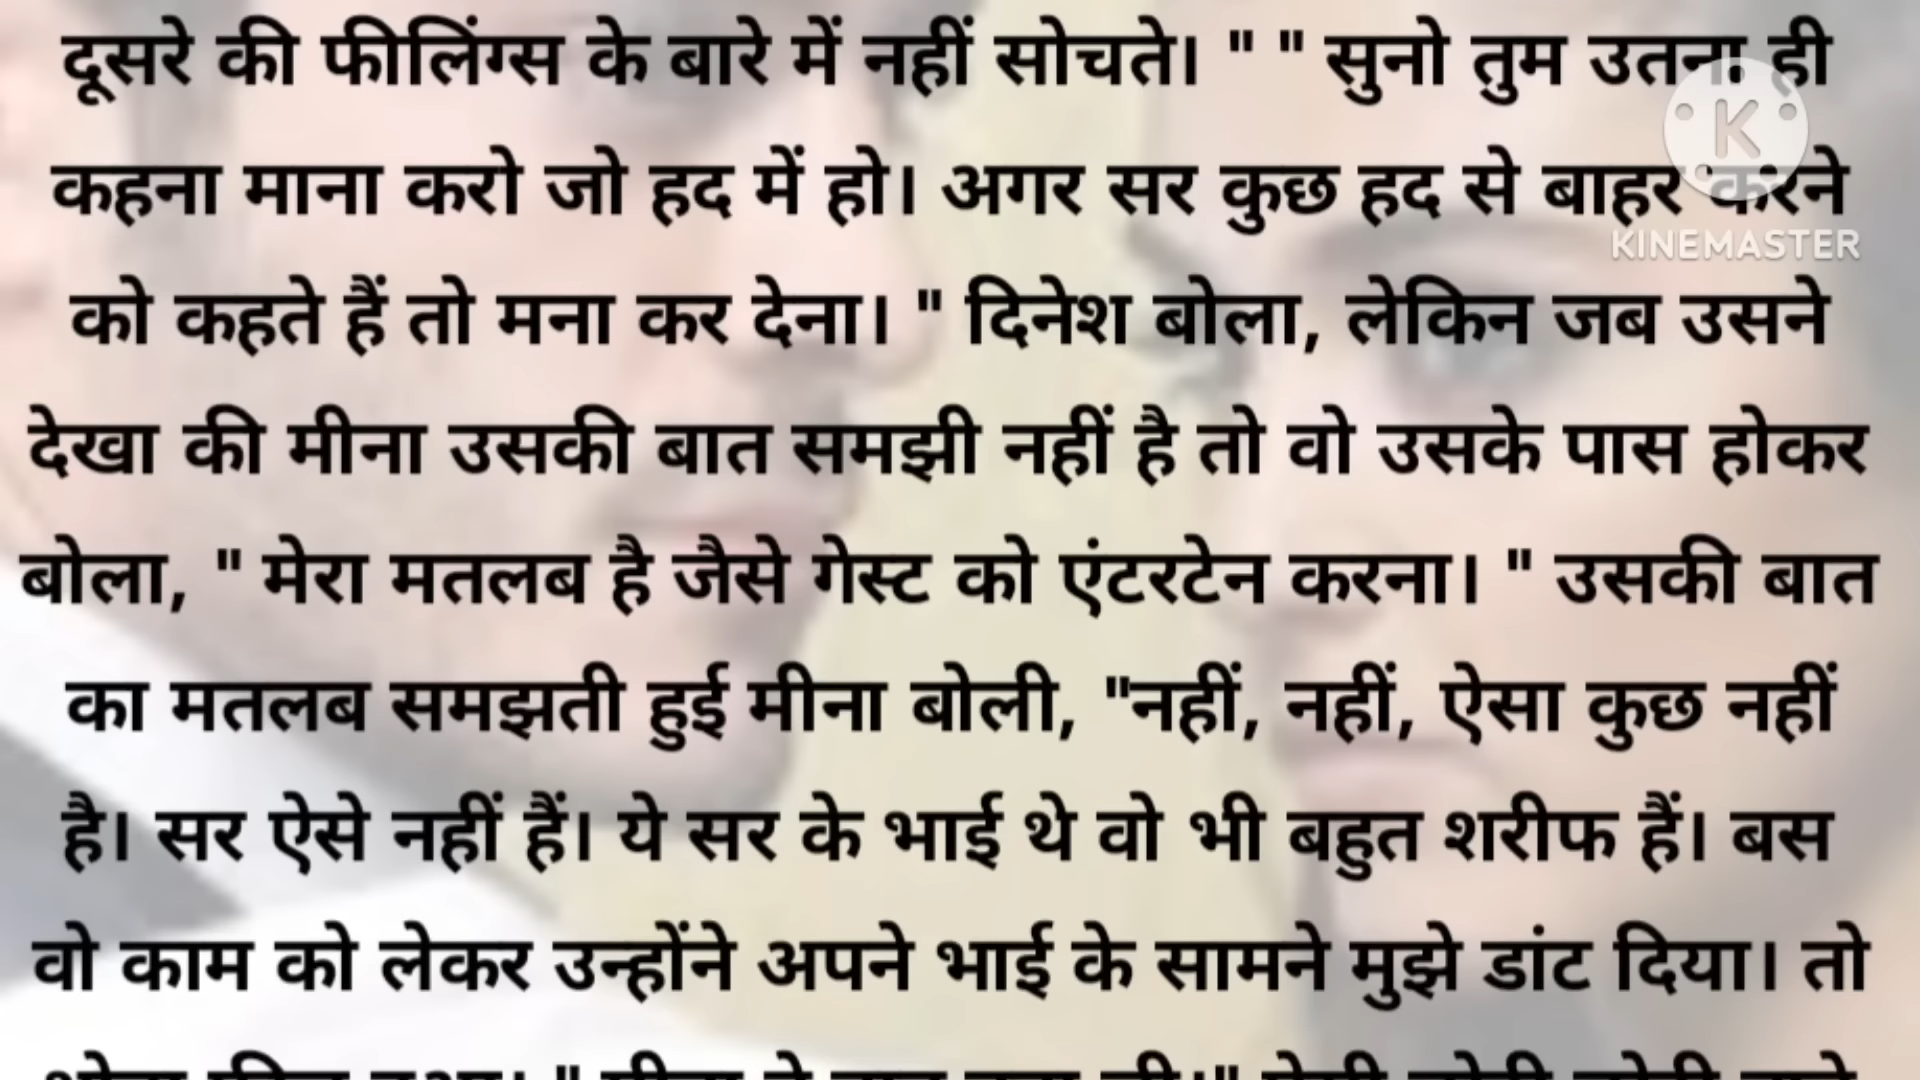 दूसरे की फीलिंग्स के बारे में नहीं सोचते। " " सुनो तुम उतना ही
कहना माना करो जो हद में हो। अगर सर कुछ हद से बाहर करने
KINEMASTER
को कहते हैं तो मना कर देना। " दिनेश बोला, लेकिन जब उसने
देखा की मीना उसकी बात समझी नहीं है तो वो उसके पास होकर
बोला, " मेरा मतलब है जैसे गेस्ट को एंटरटेन करना। " उसकी बात
का मतलब समझती हुई मीना बोली, "नहीं, नहीं, ऐसा कुछ नहीं
है। सर ऐसे नहीं हैं। ये सर के भाई थे वो भी बहुत शरीफ हैं। बस
वो काम को लेकर उन्होंने अपने भाई के सामने मुझे डांट दिया। तो